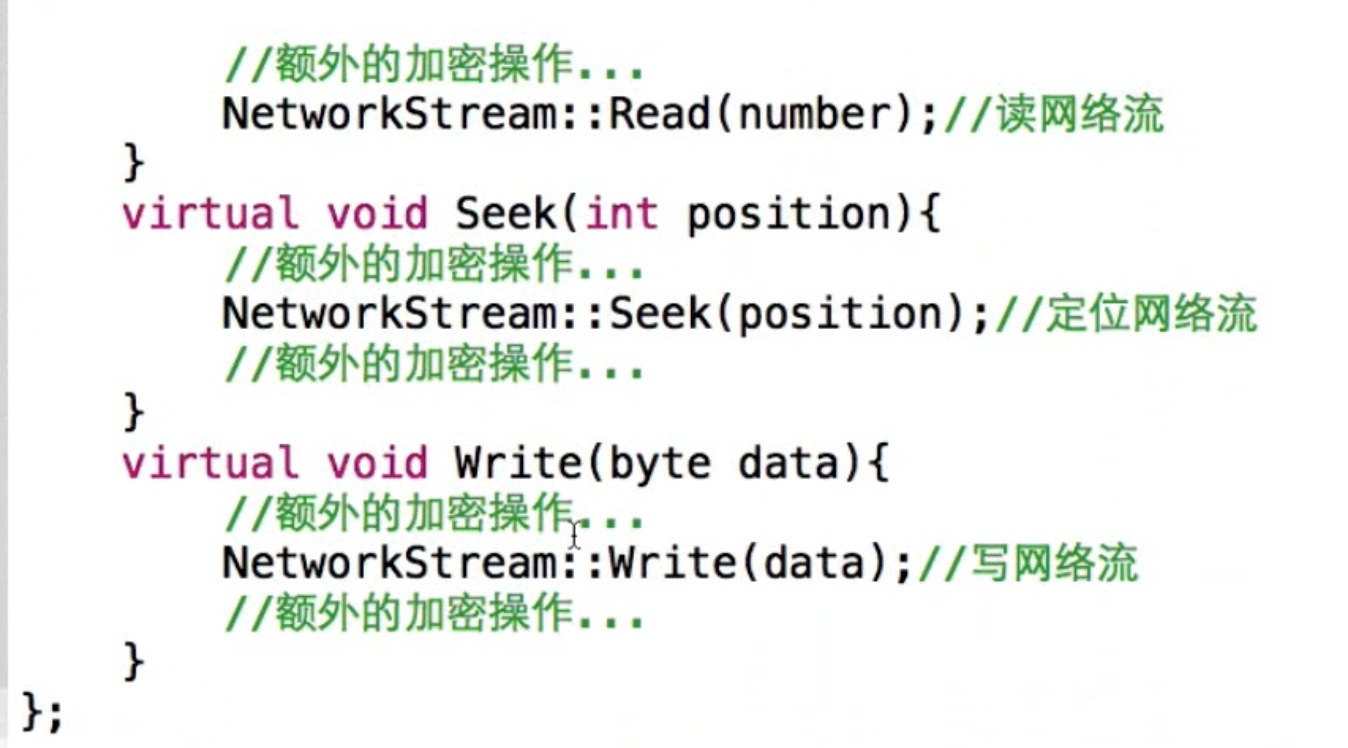 //额外的加密操作...
NetworkStream::Read(number);//读网络流
}
virtual void Seek(int position){
//额外的加密操作...
NetworkStream::Seek(position);//定位网络流
//额外的加密操作...
}
virtual void Write(byte data){
//额外的加密操作...
NetworkStream::Write(data);//写网络流
//额外的加密操作...
}
};